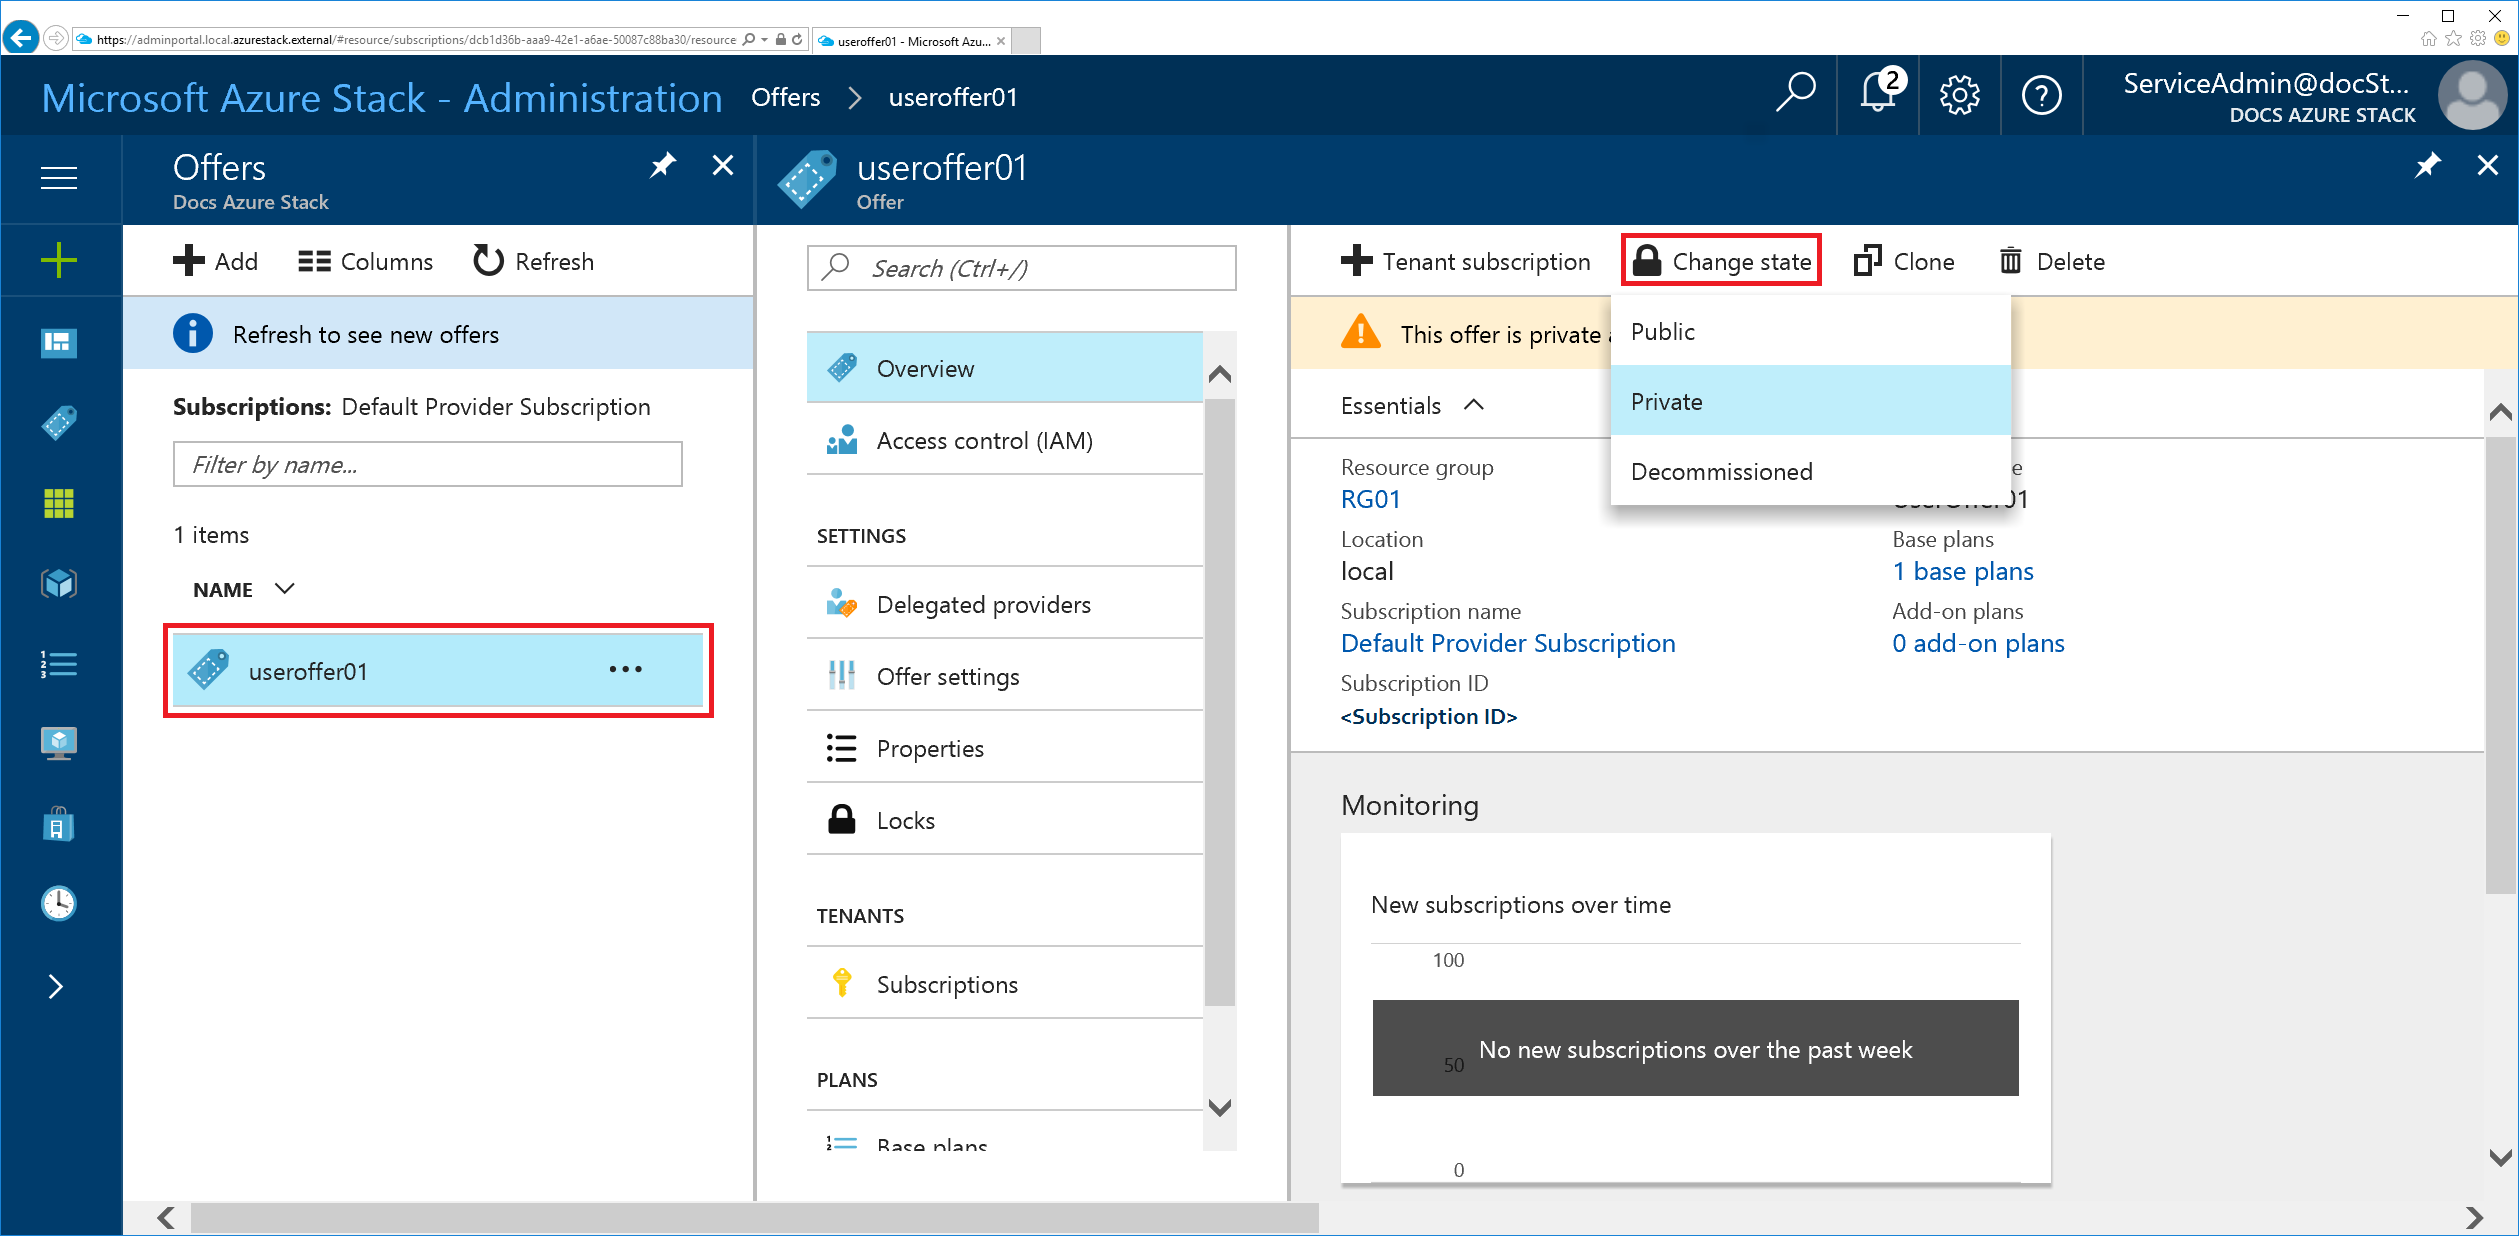 https://adminportal.local.azurestack.external/#resource/subscriptions/dcb1d36b-aaa9-42e1-a6ae-50087c88ba30/resource
useroffer01 - Microsoft Azu...
Microsoft Azure Stack - Administration
Offers > useroffer01
2
ServiceAdmin@docSt...
DOCS AZURE STACK
Offers
Docs Azure Stack
Add
Columns
Refresh
Refresh to see new offers
Subscriptions: Default Provider Subscription
Filter by name...
1 items
NAME
useroffer01
useroffer01
Offer
Search (Ctrl+/)
Overview
Access control (IAM)
SETTINGS
Delegated providers
Offer settings
Properties
Locks
TENANTS
Subscriptions
PLANS
Base plans
Tenant subscription
Change state
Clone
Delete
This offer is private
Public
Private
Decommissioned
Essentials
Resource group
RG01
Location
local
Subscription name
Default Provider Subscription
Subscription ID
<Subscription ID>
UserOffer01
Base plans
1 base plans
Add-on plans
0 add-on plans
Monitoring
New subscriptions over time
100
50
No new subscriptions over the past week
0